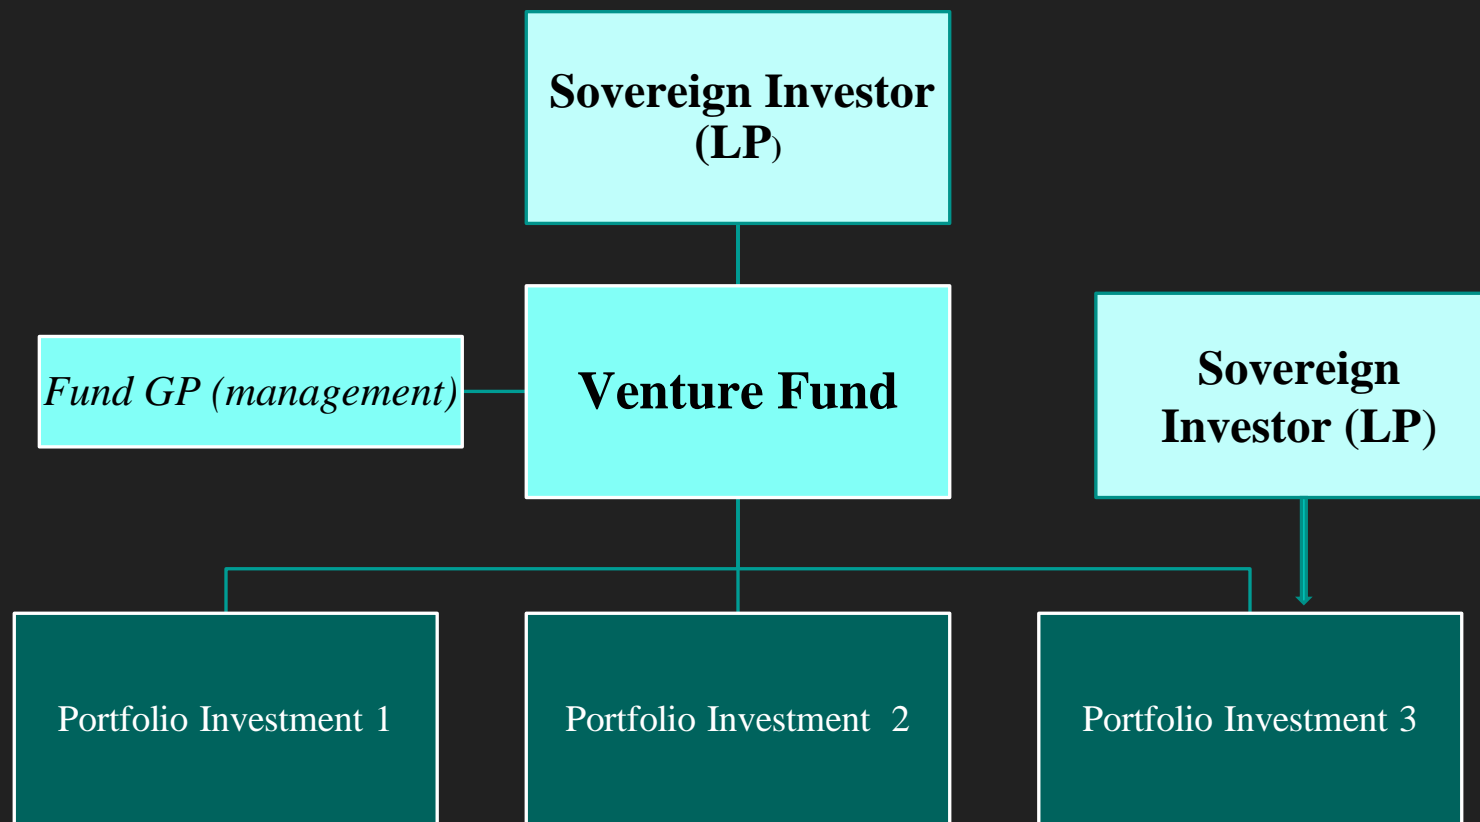 Sovereign Investor
(LP)
Fund GP (management)
Venture Fund
Sovereign
Investor (LP)
Portfolio Investment 1
Portfolio Investment  2
Portfolio Investment 3